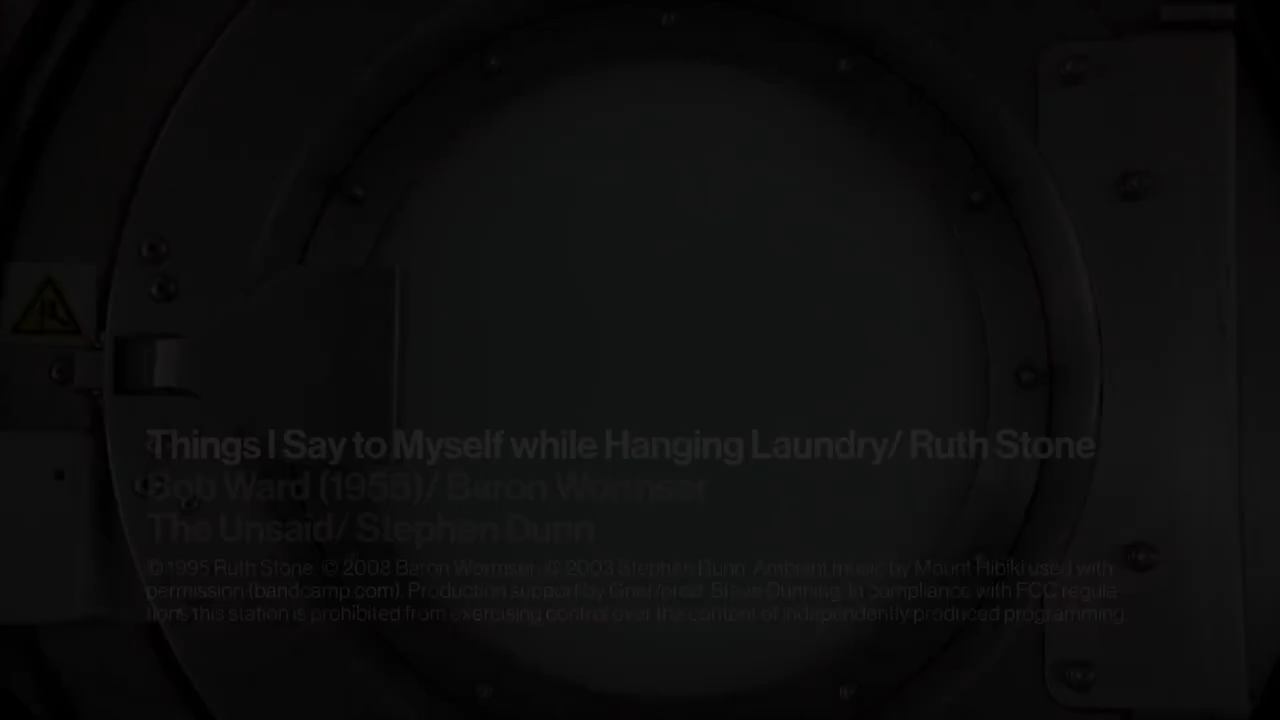 Things I Say to Myself while Hanging Laundry/ Ruth Stone
Bob Ward (1955)/ Baron Wormser
The Unsaid/ Stephen Dunn
©1995 Ruth Stone. © 2008 Baron Wormser. © 2003 Stephen Dunn. Ambient music by Mount Hibiki used with
permission (bandcamp.com). Production support by Grief/prod. Dunning. In compliance with FCC regula
tions this station is prohibited from exercising control over the content of independently produced programming.